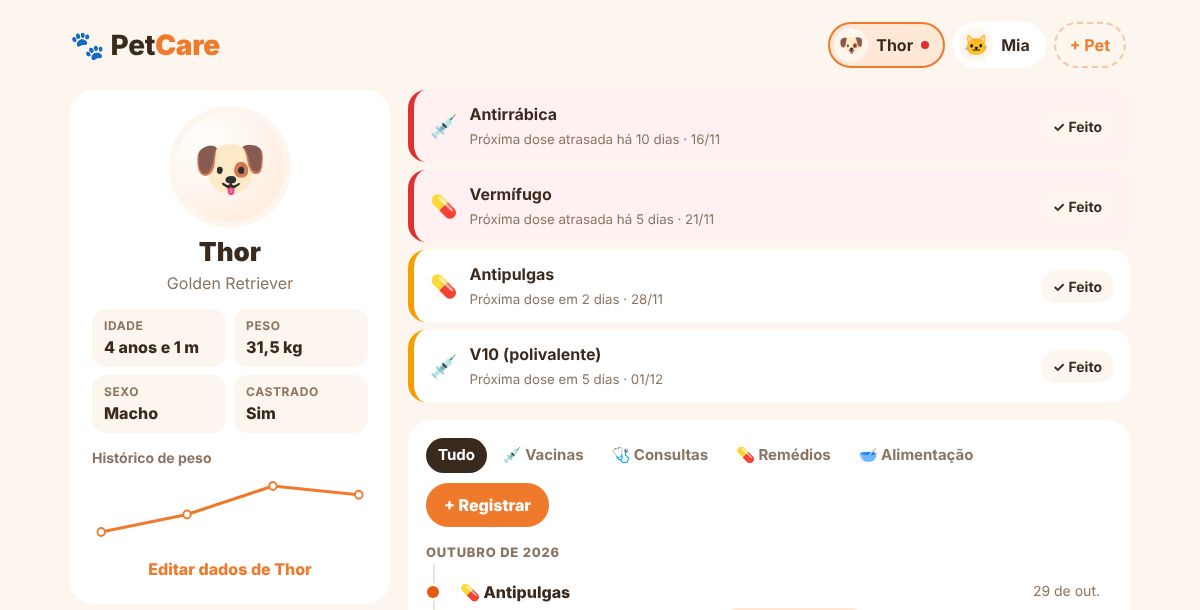 PetCare
Thor
Mia
+ Pet
Thor
Golden Retriever
IDADE
4 anos e 1 m
PESO
31,5 kg
SEXO
Macho
CASTRADO
Sim
Histórico de peso
Editar dados de Thor
Antirrábica
Próxima dose atrasada há 10 dias · 16/11
✓ Feito
Vermífugo
Próxima dose atrasada há 5 dias · 21/11
✓ Feito
Antipulgas
Próxima dose em 2 dias · 28/11
✓ Feito
V10 (polivalente)
Próxima dose em 5 dias · 01/12
✓ Feito
Tudo
Vacinas
Consultas
Remédios
Alimentação
+ Registrar
OUTUBRO DE 2026
Antipulgas
29 de out.